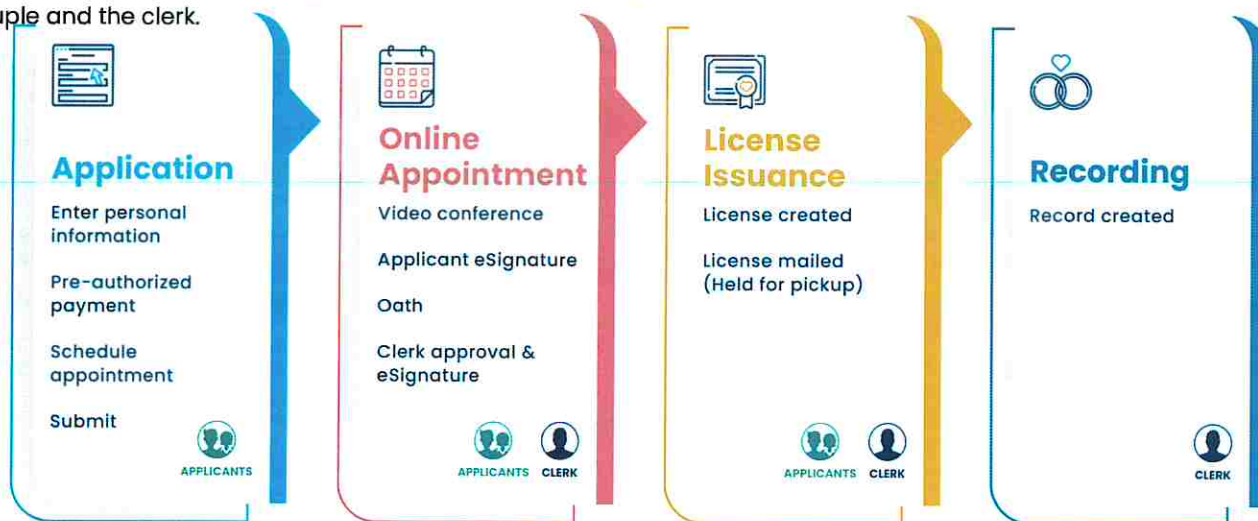 uple and the clerk.
Application
Enter personal
information
Pre-authorized
payment
Schedule
appointment
Submit
APPLICANTS
Online
Appointment
Video conference
Applicant eSignature
Oath
Clerk approval &
eSignature
APPLICANTS CLERK
License
Issuance
License created
License mailed
(Held for pickup)
APPLICANTS CLERK
Recording
Record created
CLERK